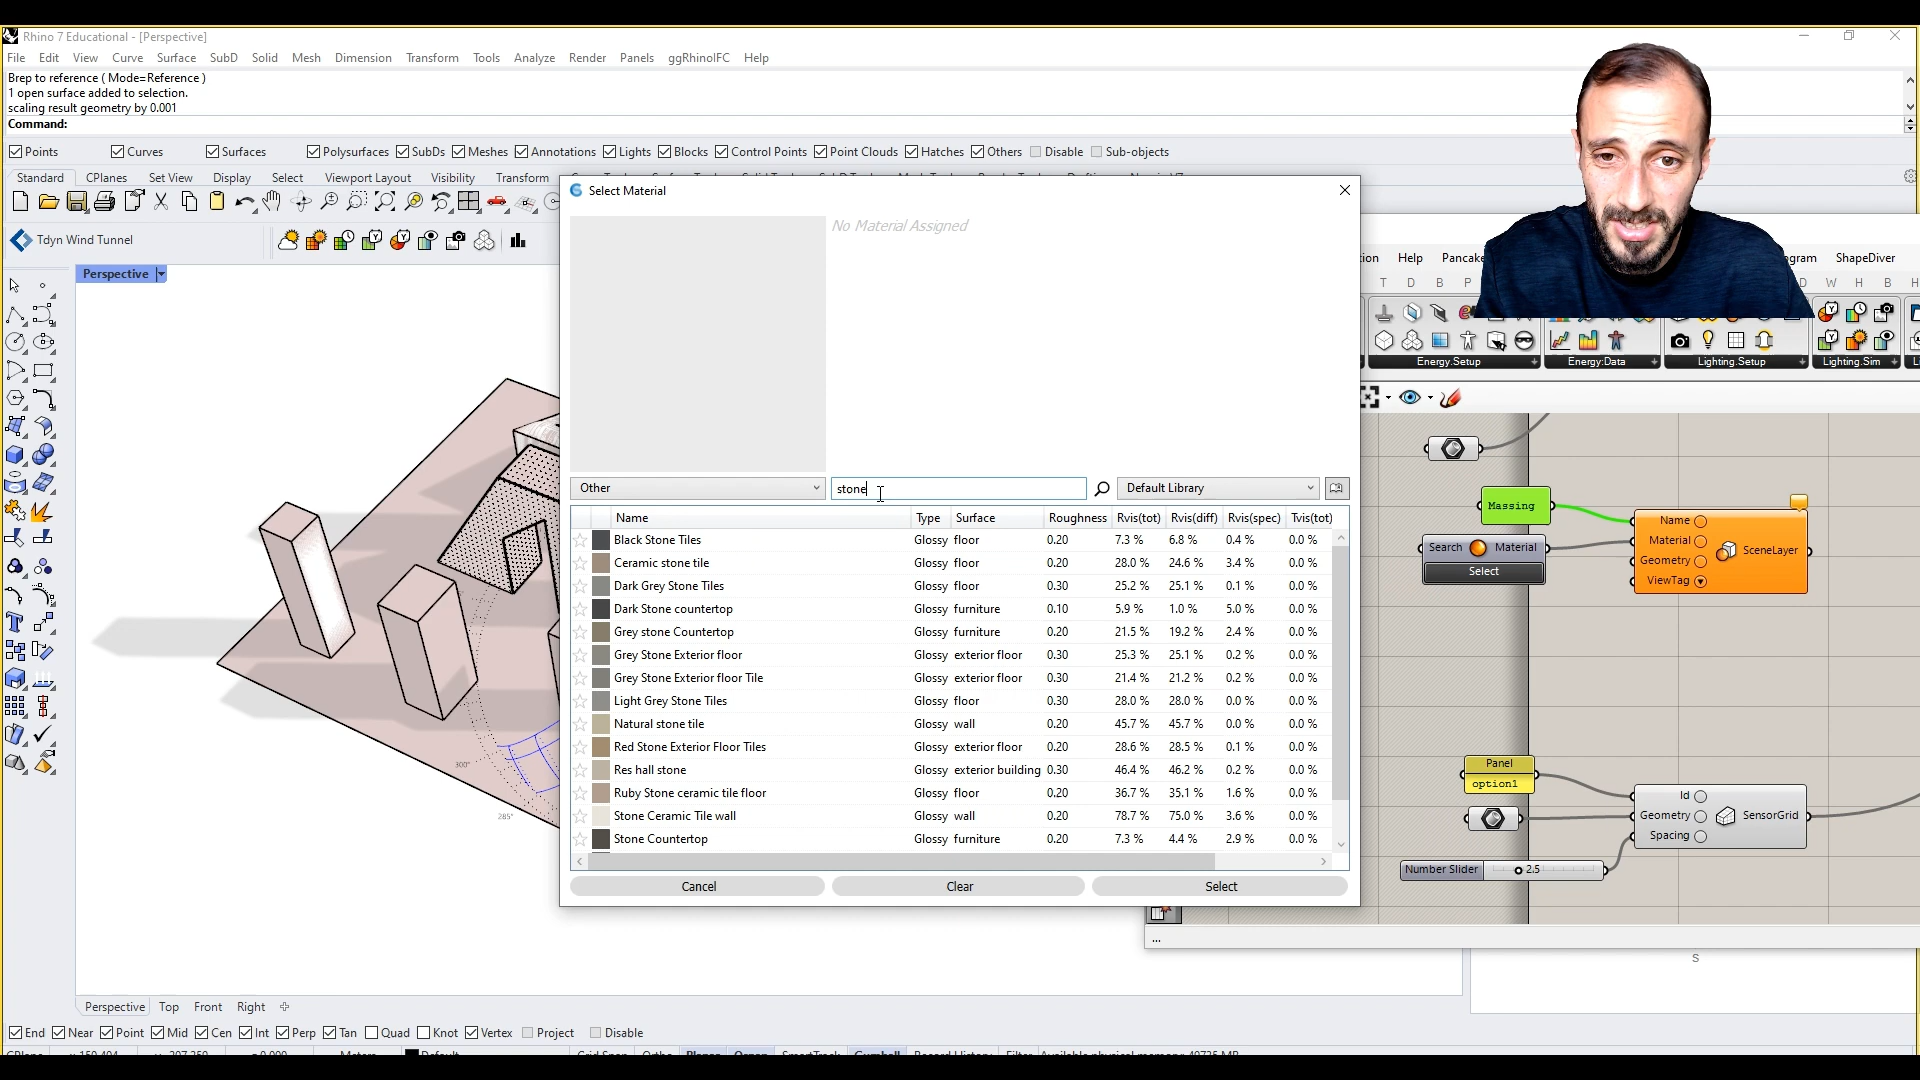 Rhino 7 Educational - [Perspective]
File Edit View Curve Surface SubD Solid Mesh Dimension Transform Tools Analyze Render Panels ggRhinoIFC Help
Brep to reference ( Mode=Reference )
1 open surface added to selection.
scaling result geometry by 0.001
Command:
Points Curves Surfaces Polysurfaces SubDs Meshes Annotations Lights Blocks Control Points Point Clouds Hatches Others Disable Sub-objects
Standard CPlanes Set View Display Select Viewport Layout Visibility Transform
Tdyn Wind Tunnel
Perspective
Select Material
No Material Assigned
Other stone Default Library
Name Type Surface Roughness Rvis(tot) Rvis(diff) Rvis(spec) Tvis(tot)
Black Stone Tiles Glossy floor 0.20 7.3 % 6.8 % 0.4 % 0.0 %
Ceramic stone tile Glossy floor 0.20 28.0 % 24.6 % 3.4 % 0.0 %
Dark Grey Stone Tiles Glossy floor 0.30 25.2 % 25.1 % 0.1 % 0.0 %
Dark Stone countertop Glossy furniture 0.10 5.9 % 1.0 % 5.0 % 0.0 %
Grey stone Countertop Glossy furniture 0.20 21.5 % 19.2 % 2.4 % 0.0 %
Grey Stone Exterior floor Glossy exterior floor 0.30 25.3 % 25.1 % 0.2 % 0.0 %
Grey Stone Exterior floor Tile Glossy exterior floor 0.30 21.4 % 21.2 % 0.2 % 0.0 %
Light Grey Stone Tiles Glossy floor 0.30 28.0 % 28.0 % 0.0 % 0.0 %
Natural stone tile Glossy wall 0.20 45.7 % 45.7 % 0.0 % 0.0 %
Red Stone Exterior Floor Tiles Glossy exterior floor 0.20 28.6 % 28.5 % 0.1 % 0.0 %
Res hall stone Glossy exterior building 0.30 46.4 % 46.2 % 0.2 % 0.0 %
Ruby Stone ceramic tile floor Glossy floor 0.20 36.7 % 35.1 % 1.6 % 0.0 %
Stone Ceramic Tile wall Glossy wall 0.20 78.7 % 75.0 % 3.6 % 0.0 %
Stone Countertop Glossy furniture 0.20 7.3 % 4.4 % 2.9 % 0.0 %
Cancel Clear Select
300°
285°
Help ShapeDiver
T D B P D W H B H
Energy:Setup Energy:Data Lighting.Setup Lighting.Sim
Massing
Search Material
Select
Name
Material
Geometry
ViewTag
SceneLayer
Panel
option1
Id
Geometry
Spacing
SensorGrid
Number Slider 2.5
...
S
Perspective Top Front Right
End Near Point Mid Cen Int Perp Tan Quad Knot Vertex Project Disable